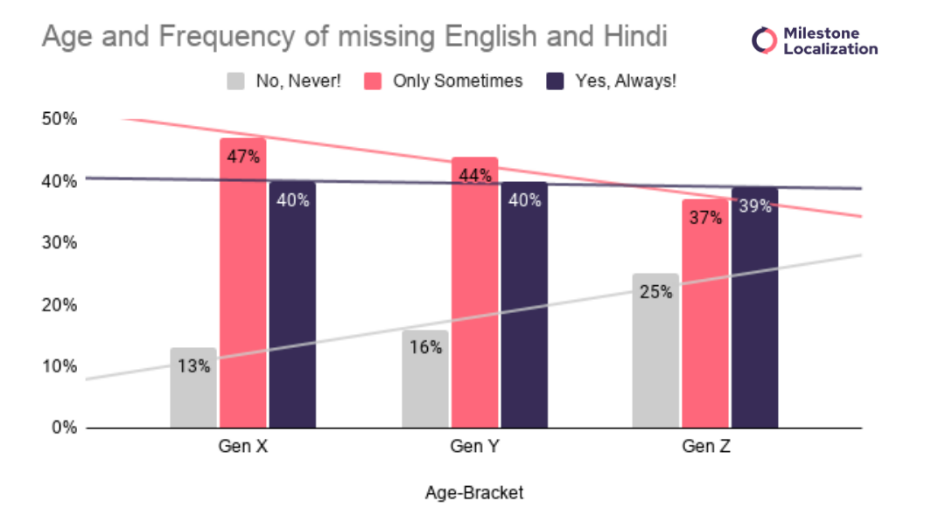 Age and Frequency of missing English and Hindi
Milestone
Localization
No, Never!
Only Sometimes
Yes, Always!
50%
40%
30%
20%
10%
0%
13%
47%
40%
16%
44%
40%
25%
37%
39%
Gen X
Gen Y
Gen Z
Age-Bracket